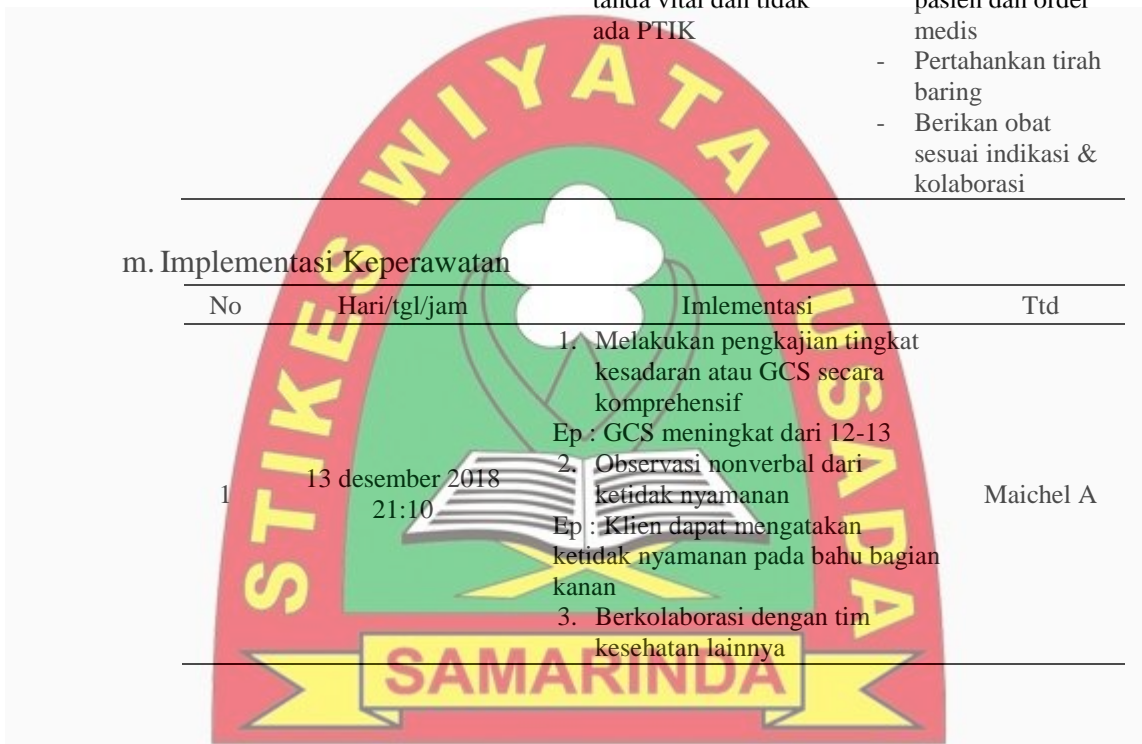 tanda vital dan tidak
ada PTIK
pasien dan order
medis
- Pertahankan tirah
baring
- Berikan obat
sesuai indikasi &
kolaborasi
m. Implementasi Keperawatan
No Hari/tgl/jam Imlementasi Ttd
1. Melakukan pengkajian tingkat
kesadaran atau GCS secara
komprehensif
Ep : GCS meningkat dari 12-13
2. Observasi nonverbal dari
ketidak nyamanan
Ep : Klien dapat mengatakan
ketidak nyamanan pada bahu bagian
kanan
3. Berkolaborasi dengan tim
kesehatan lainnya
1
13 desember 2018
21:10
Maichel A
STIKES WIYATA HUSADA
SAMARINDA